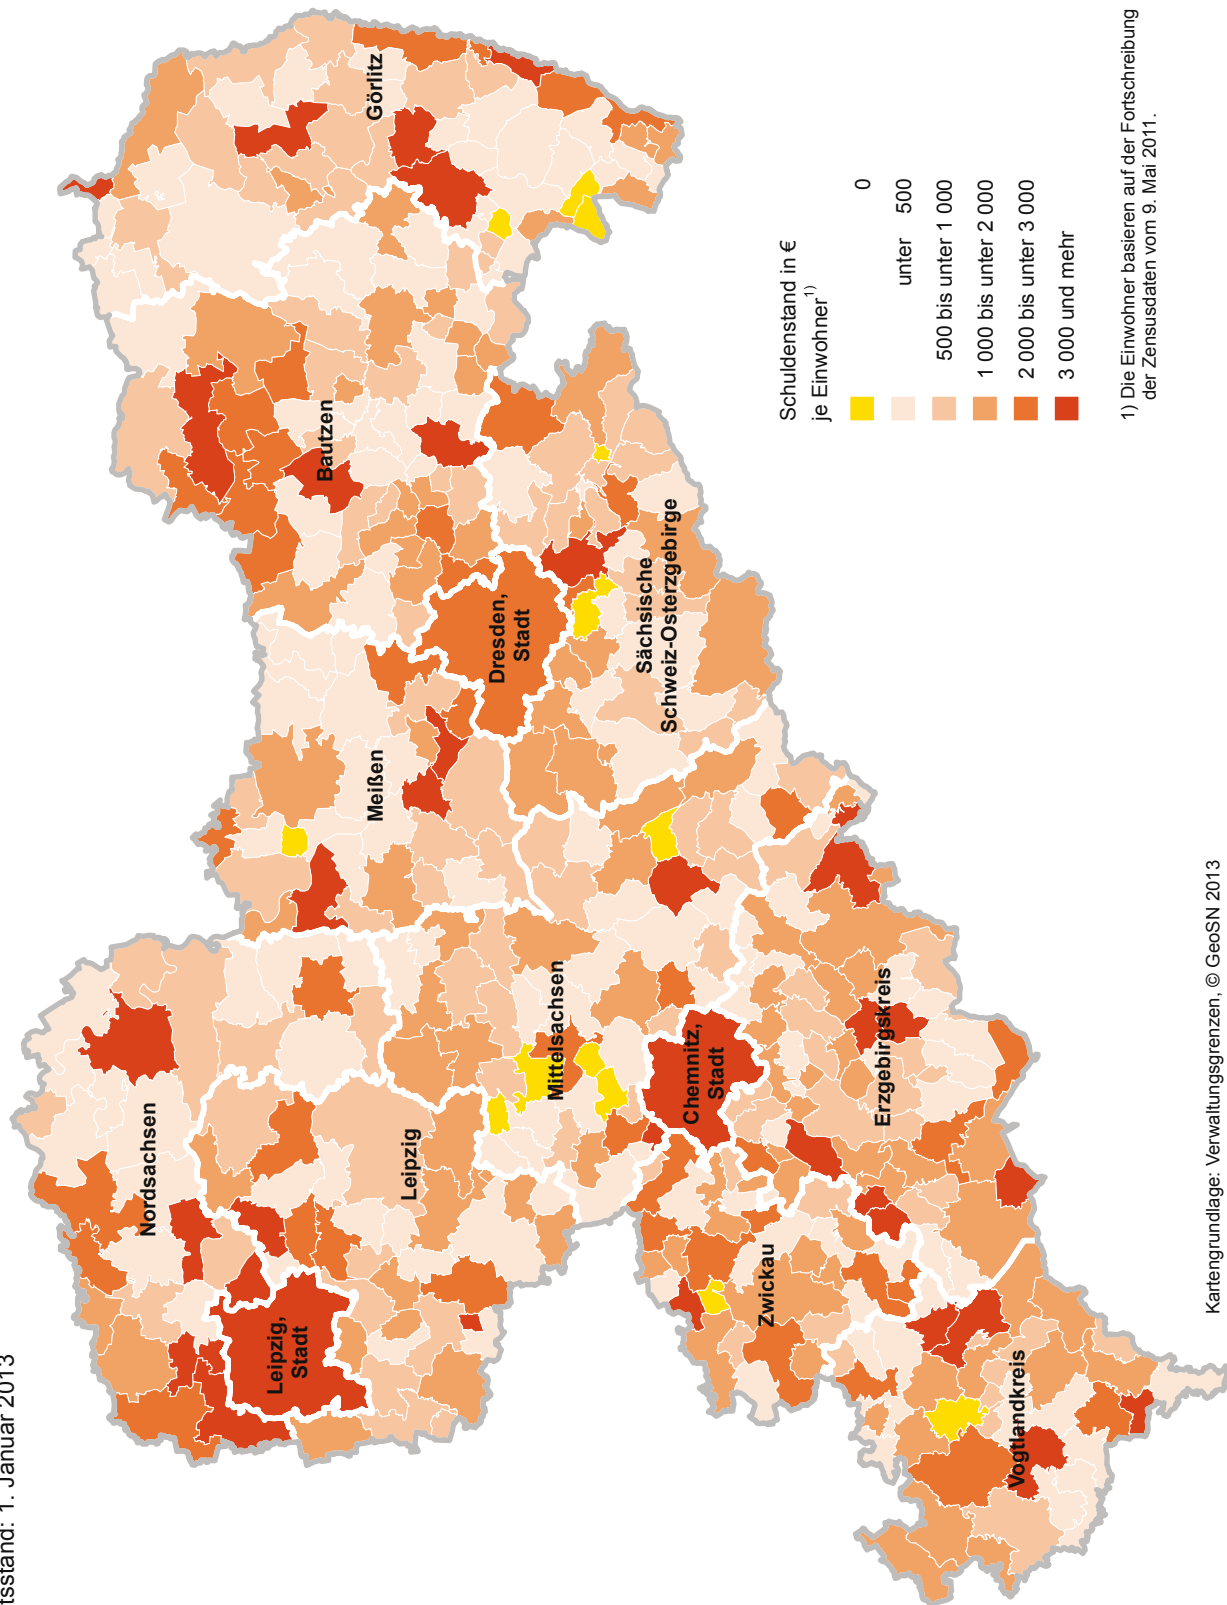 tsstand: 1. Januar 2013
Nordsachsen
Leipzig,
Stadt
Leipzig
Meißen
Bautzen
Görlitz
Dresden,
Stadt
Mittelsachsen
Sächsische
Schweiz-Osterzgebirge
Chemnitz,
Stadt
Zwickau
Erzgebirgskreis
Vogtlandkreis
Schuldenstand in €
je Einwohner1)
0
unter 500
500 bis unter 1 000
1 000 bis unter 2 000
2 000 bis unter 3 000
3 000 und mehr
1) Die Einwohner basieren auf der Fortschreibung
der Zensusdaten vom 9. Mai 2011.
Kartengrundlage: Verwaltungsgrenzen, © GeoSN 2013